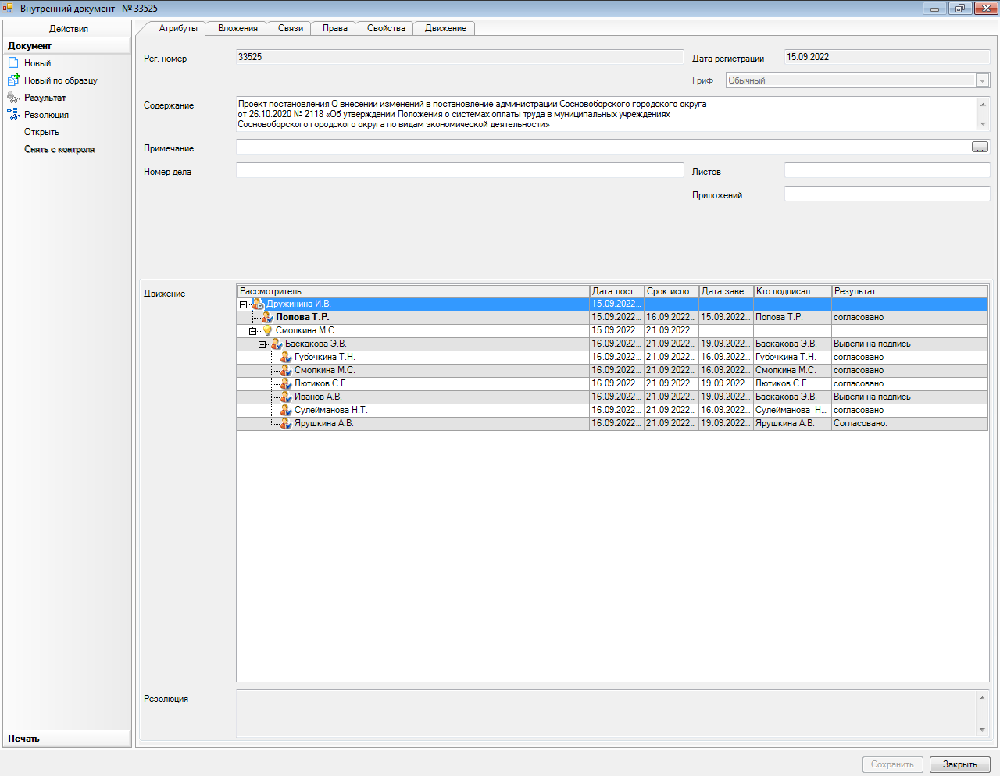 Внутренний документ № 33525
Действия
Документ
Новый
Новый по образцу
Результат
Резолюция
Открыть
Снять с контроля
Печать
Атрибуты Вложения Связи Права Свойства Движение
Рег. номер 33525 Дата регистрации 15.09.2022
Гриф Обычный
Содержание Проект постановления О внесении изменений в постановление администрации Сосновоборского городского округа
от 26.10.2020 № 2118 «Об утверждении Положения о системах оплаты труда в муниципальных учреждениях
Сосновоборского городского округа по видам экономической деятельности»
Примечание ...
Номер дела Листов
Приложений
Движение
Рассмотритель Дата пост... Срок испо... Дата заве... Кто подписал Результат
Дружинина И.В. 15.09.2022...
Попова Т.Р. 15.09.2022... 16.09.2022... 15.09.2022... Попова Т.Р. согласовано
Смолкина М.С. 15.09.2022... 21.09.2022...
Баскакова Э.В. 16.09.2022... 21.09.2022... 19.09.2022... Баскакова Э.В. Вывели на подпись
Губочкина Т.Н. 16.09.2022... 21.09.2022... 16.09.2022... Губочкина Т.Н. согласовано
Смолкина М.С. 16.09.2022... 21.09.2022... 16.09.2022... Смолкина М.С. согласовано
Лютиков С.Г. 16.09.2022... 21.09.2022... 19.09.2022... Лютиков С.Г. согласовано
Иванов А.В. 16.09.2022... 21.09.2022... 19.09.2022... Баскакова Э.В. Вывели на подпись
Сулейманова Н.Т. 16.09.2022... 21.09.2022... 16.09.2022... Сулейманова Н.... согласовано
Ярушкина А.В. 16.09.2022... 21.09.2022... 19.09.2022... Ярушкина А.В. Согласовано.
Резолюция
Сохранить Закрыть